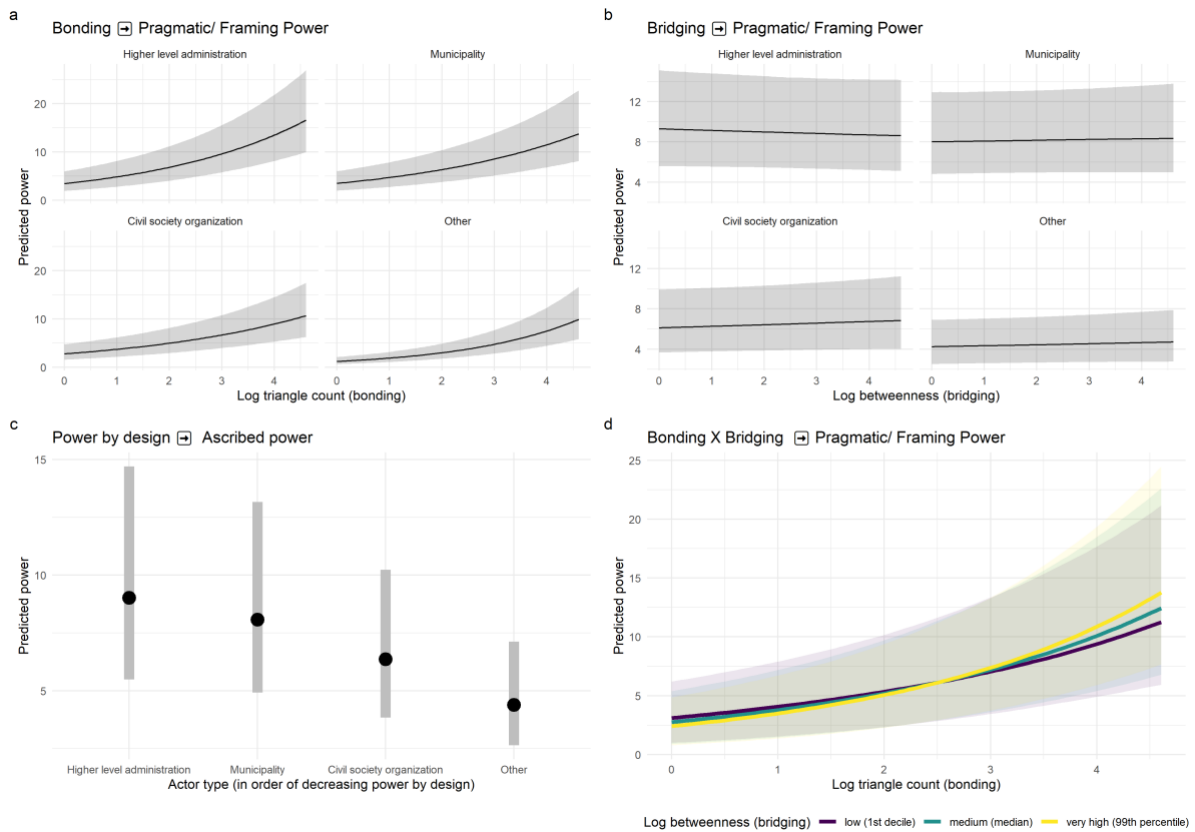 a
Bonding ➔ Pragmatic/ Framing Power
Higher level administration
Municipality
20
10
0
Civil society organization
Other
20
10
0
Predicted power
0 1 2 3 4
0 1 2 3 4
Log triangle count (bonding)
b
Bridging ➔ Pragmatic/ Framing Power
Higher level administration
Municipality
12
8
4
Civil society organization
Other
12
8
4
Predicted power
0 1 2 3 4
0 1 2 3 4
Log betweenness (bridging)
c
Power by design ➔ Ascribed power
15
10
5
Predicted power
Higher level administration
Municipality
Civil society organization
Other
Actor type (in order of decreasing power by design)
d
Bonding X Bridging ➔ Pragmatic/ Framing Power
25
20
15
10
5
0
Predicted power
0 1 2 3 4
Log triangle count (bonding)
Log betweenness (bridging) low (1st decile) medium (median) very high (99th percentile)